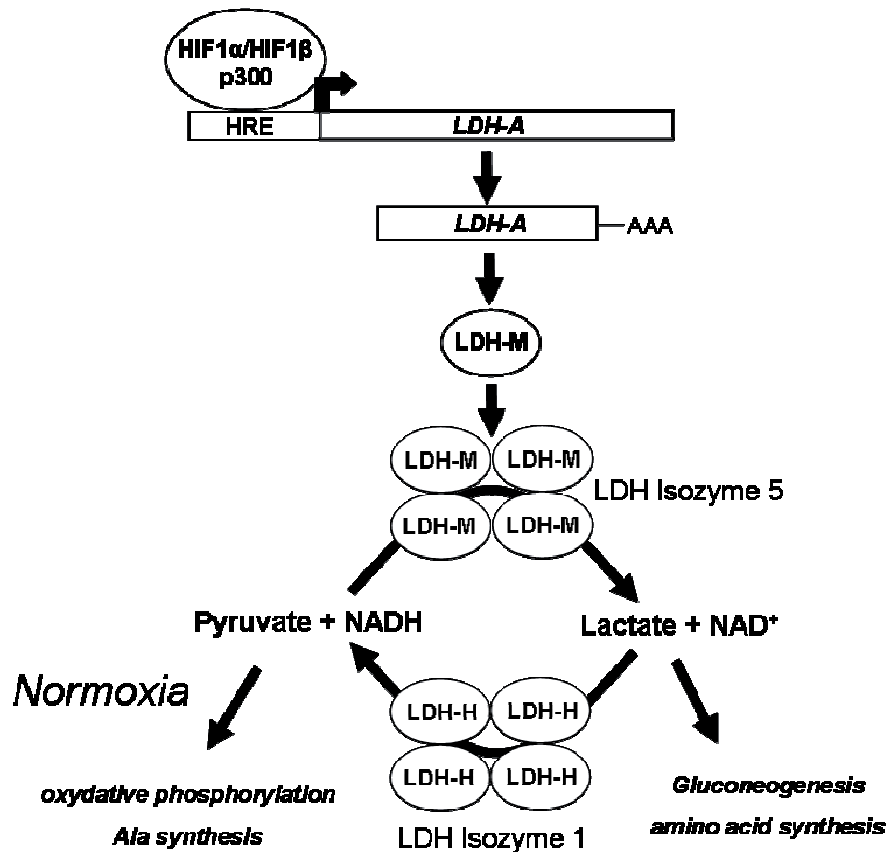 HIF1α/HIF1β
p300
HRE
LDH-A
LDH-A
AAA
LDH-M
LDH-M LDH-M
LDH Isozyme 5
LDH-M LDH-M
Pyruvate + NADH
Lactate + NAD⁺
Normoxia
LDH-H LDH-H
LDH-H LDH-H
LDH Isozyme 1
oxydative phosphorylation
Ala synthesis
Gluconeogenesis
amino acid synthesis